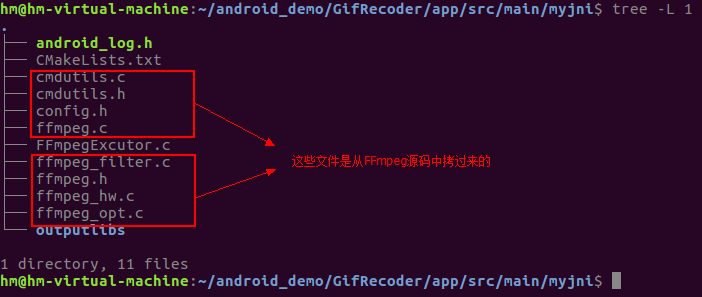 hm@hm-virtual-machine:~/android_demo/GifRecoder/app/src/main/myjni$ tree -L 1
.
├── android_log.h
├── CMakeLists.txt
├── cmdutils.c
├── cmdutils.h
├── config.h
├── ffmpeg.c
├── FFmpegExcutor.c
├── ffmpeg_filter.c
├── ffmpeg.h
├── ffmpeg_hw.c
├── ffmpeg_opt.c
└── outputlibs
这些文件是从FFmpeg源码中拷过来的
1 directory, 11 files
hm@hm-virtual-machine:~/android_demo/GifRecoder/app/src/main/myjni$